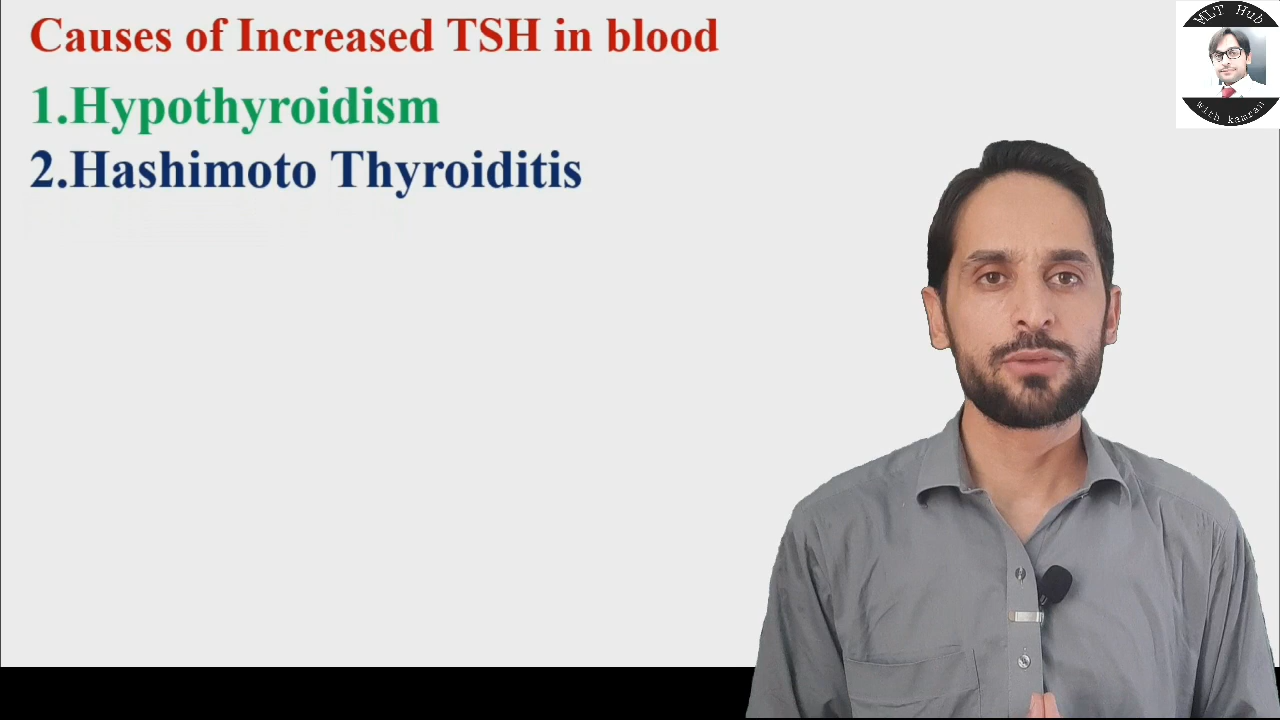 Causes of Increased TSH in blood
1.Hypothyroidism
2.Hashimoto Thyroiditis
MLT Hub
with kamran